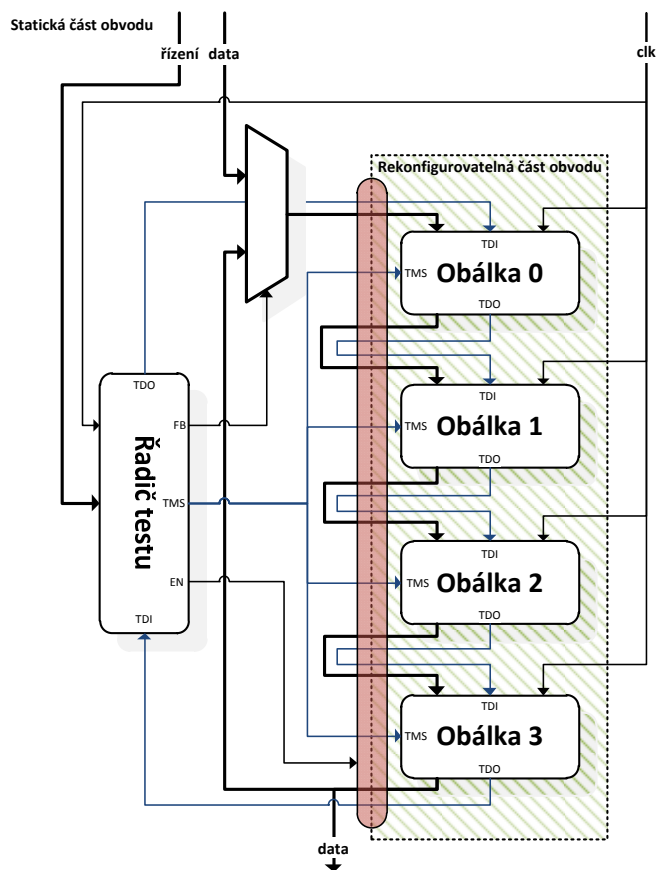 Statická část obvodu
řízení
data
clk
Rekonfigurovatelná část obvodu
TDI
TMS
Obálka 0
TDO
TDI
TMS
Obálka 1
TDO
TDI
TMS
Obálka 2
TDO
TDI
TMS
Obálka 3
TDO
TDO
FB
Řadič testu
TMS
EN
TDI
data